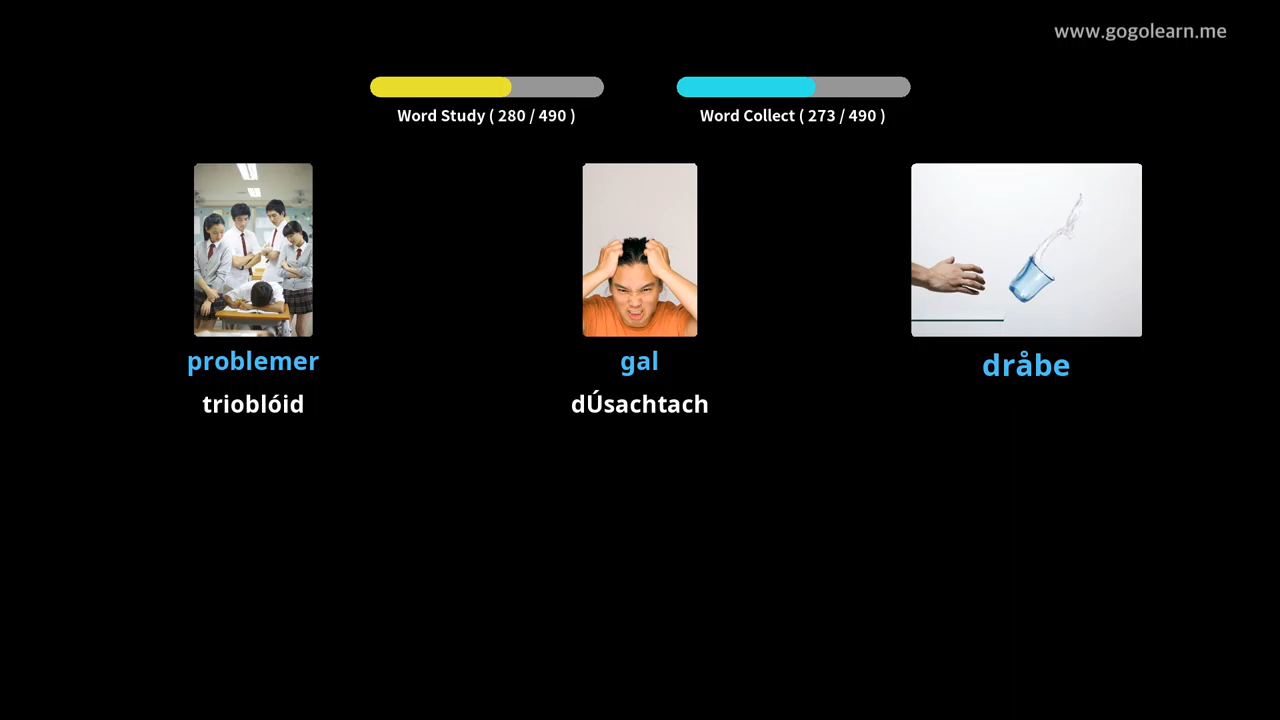 www.gogolearn.me
Word Study ( 280 / 490 )
Word Collect ( 273 / 490 )
problemer
trioblóid
gal
dÚsachtach
dråbe